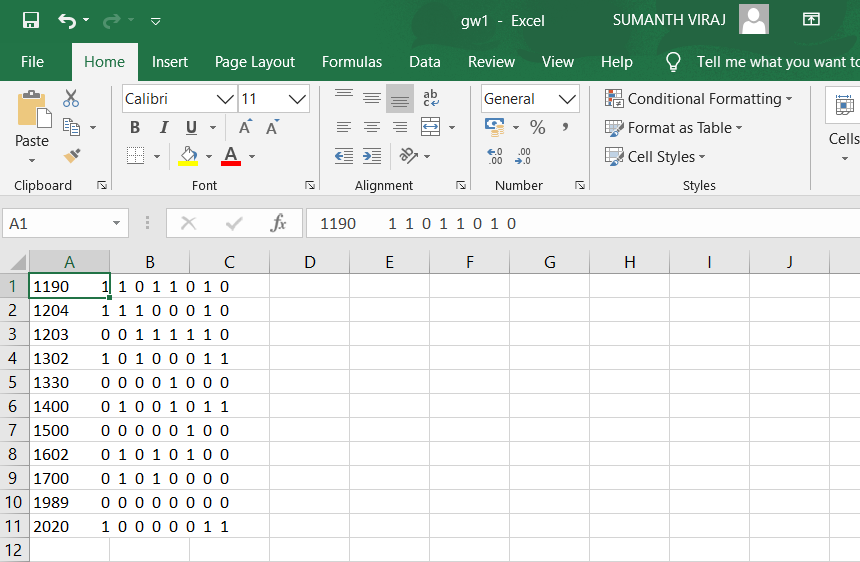 gw1 - Excel SUMANTH VIRAJ
File Home Insert Page Layout Formulas Data Review View Help Tell me what you want to
Calibri 11 General Conditional Formatting
Paste B I U A A % , Format as Table
Cell Styles Cells
Clipboard Font Alignment Number Styles
A1 fx 1190 1 1 0 1 1 0 1 0
A B C D E F G H I J
1 1190 1 1 0 1 1 0 1 0
2 1204 1 1 1 0 0 0 1 0
3 1203 0 0 1 1 1 1 1 0
4 1302 1 0 1 0 0 0 1 1
5 1330 0 0 0 0 1 0 0 0
6 1400 0 1 0 0 1 0 1 1
7 1500 0 0 0 0 0 1 0 0
8 1602 0 1 0 1 0 1 0 0
9 1700 0 1 0 1 0 0 0 0
10 1989 0 0 0 0 0 0 0 0
11 2020 1 0 0 0 0 0 1 1
12